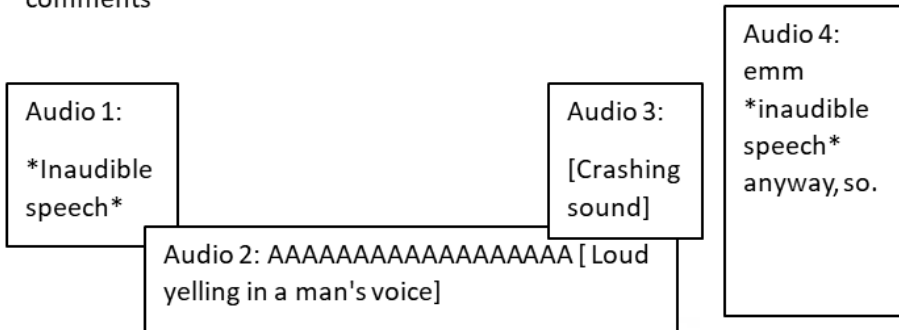 comments
Audio 1:
*Inaudible
speech*
Audio 2: AAAAAAAAAAAAAAAAAA [ Loud
yelling in a man's voice]
Audio 3:
[Crashing
sound]
Audio 4:
emm
*inaudible
speech*
anyway, so.